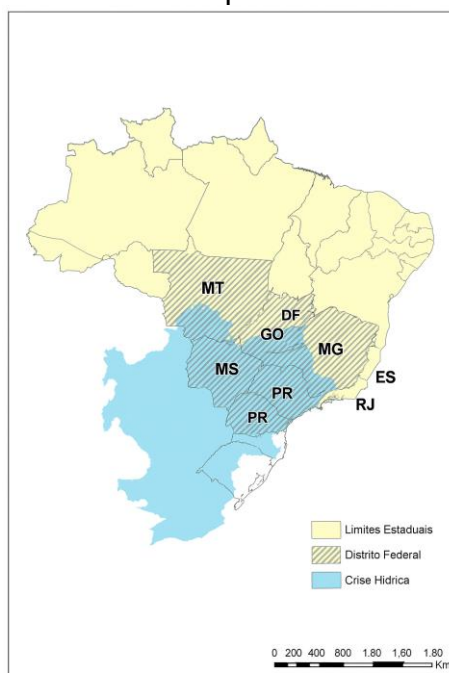 MT
DF
GO
MG
MS
ES
PR
RJ
PR
Limites Estaduais
Distrito Federal
Crise Hidrica
0 200 400 800 1.80 1,60 1.80
Km